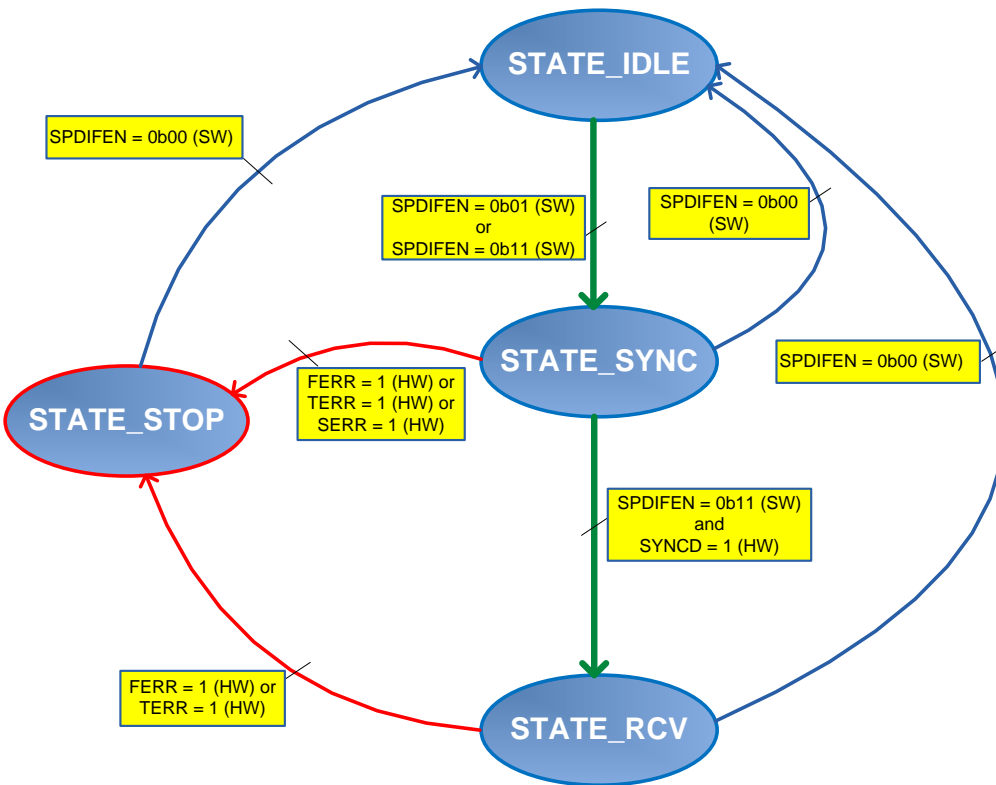 STATE_IDLE
SPDIFEN = 0b00 (SW)
SPDIFEN = 0b01 (SW)
or
SPDIFEN = 0b11 (SW)
SPDIFEN = 0b00
(SW)
STATE_SYNC
SPDIFEN = 0b00 (SW)
FERR = 1 (HW) or
TERR = 1 (HW) or
SERR = 1 (HW)
STATE_STOP
SPDIFEN = 0b11 (SW)
and
SYNCD = 1 (HW)
FERR = 1 (HW) or
TERR = 1 (HW)
STATE_RCV